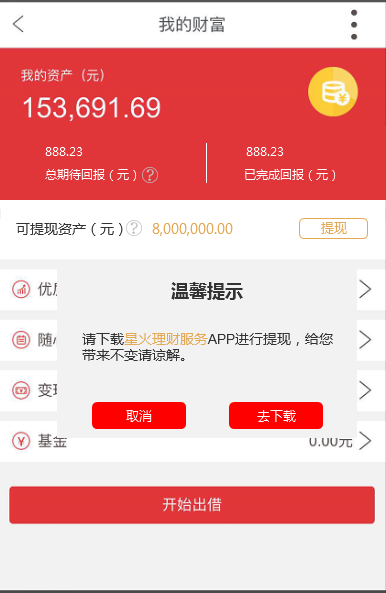 我的财富
我的资产（元）
153,691.69
888.23
888.23
总期待回报（元）?
已完成回报（元）
可提现资产（元）? 8,000,000.00 提现
优
随
变
基金 0.00元
温馨提示
请下载星火理财服务APP进行提现，给您
带来不变请谅解。
取消 去下载
开始出借